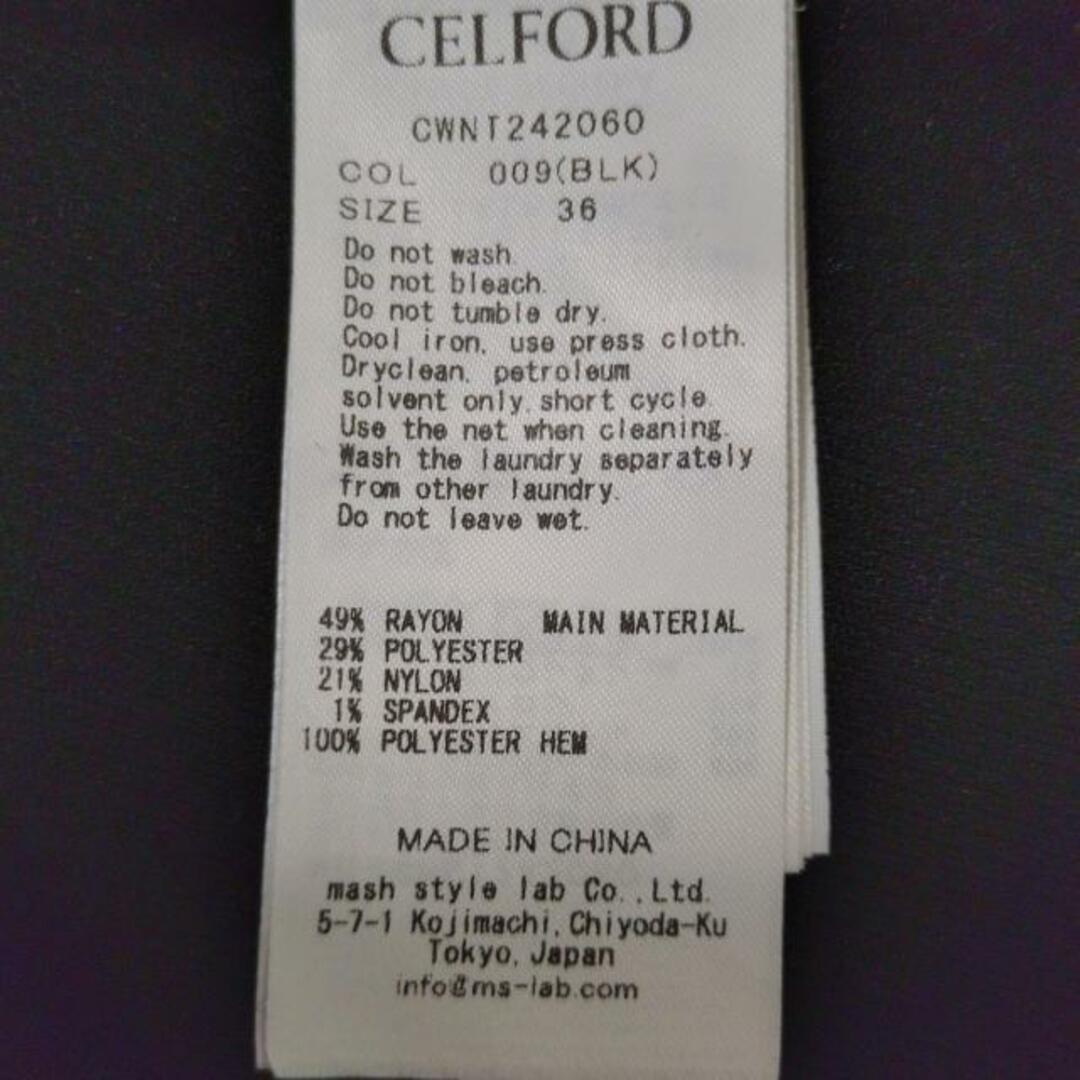 CELFORD
CWNT242060
COL 009(BLK)
SIZE 36
Do not wash.
Do not bleach.
Do not tumble dry.
Cool iron, use press cloth.
Dryclean, petroleum
solvent only,short cycle.
Use the net when cleaning.
Wash the laundry separately
from other laundry.
Do not leave wet.
49% RAYON MAIN MATERIAL
29% POLYESTER
21% NYLON
1% SPANDEX
100% POLYESTER HEM
MADE IN CHINA
mash style lab Co.,Ltd.
5-7-1 Kojimachi,Chiyoda-Ku
Tokyo,Japan
info@ms-lab.com